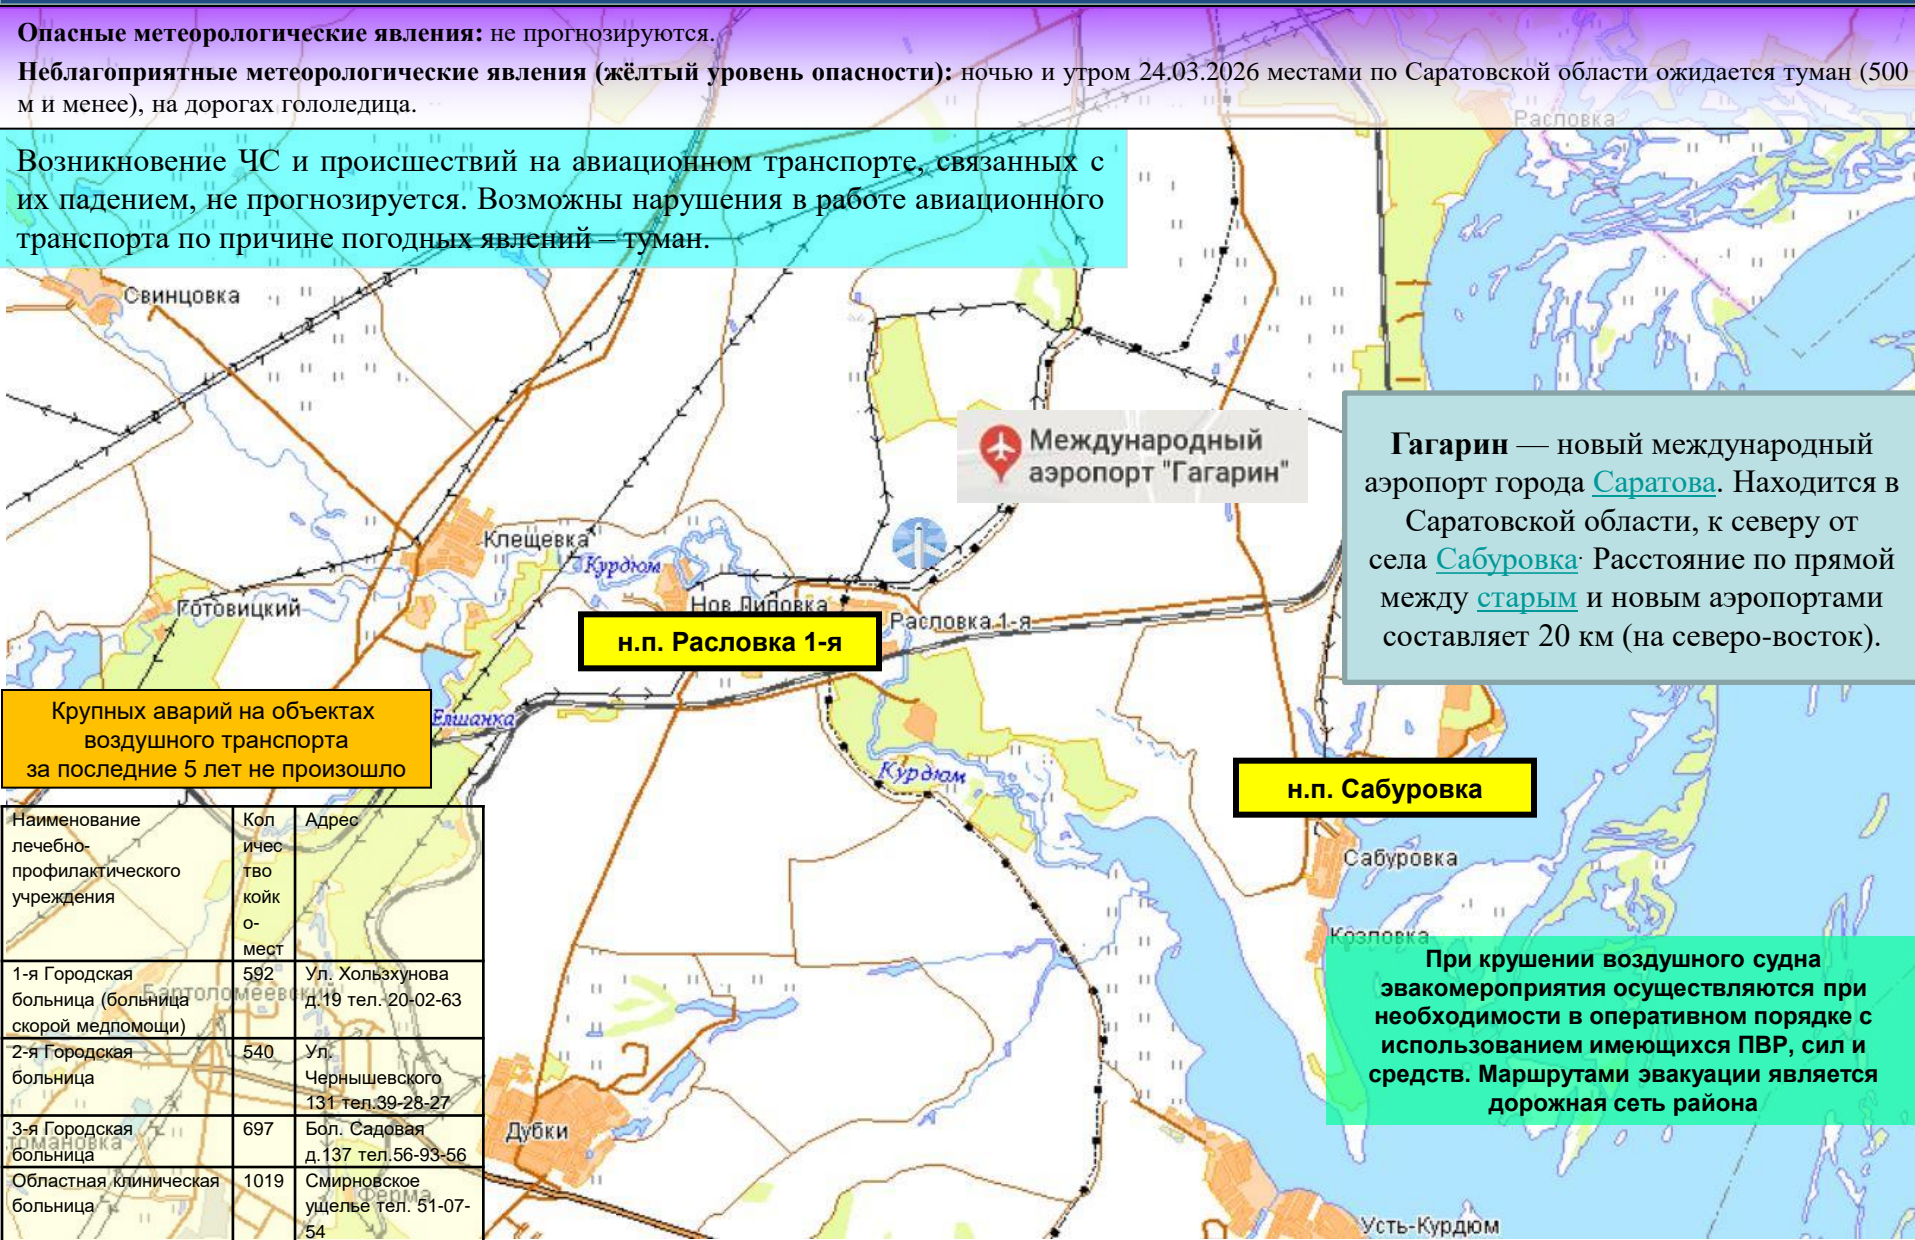 Опасные метеорологические явления: не прогнозируются.
Неблагоприятные метеорологические явления (жёлтый уровень опасности): ночью и утром 24.03.2026 местами по Саратовской области ожидается туман (500
м и менее), на дорогах гололедица.
Расловка
Возникновение ЧС и происшествий на авиационном транспорте, связанных с
их падением, не прогнозируется. Возможны нарушения в работе авиационного
транспорта по причине погодных явлений – туман.
Свинцовка
Международный
аэропорт "Гагарин"
Гагарин — новый международный
аэропорт города Саратова. Находится в
Саратовской области, к северу от
села Сабуровка. Расстояние по прямой
между старым и новым аэропортами
составляет 20 км (на северо-восток).
Клещевка
Курдюм
Готовицкий
Нов.Липовка
Расловка 1-я
н.п. Расловка 1-я
Крупных аварий на объектах
воздушного транспорта
за последние 5 лет не произошло
Елшанка
Курдюм
н.п. Сабуровка
Сабуровка
Козловка
Наименование
лечебно-
профилактического
учреждения
Кол
ичес
тво
койк
о-
мест
Адрес
1-я Городская
больница (больница
скорой медпомощи)
592
Ул. Хользхунова
д.19 тел. 20-02-63
Бартоломеевский
2-я Городская
больница
540
Ул.
Чернышевского
131 тел.39-28-27
3-я Городская
больница
697
Бол. Садовая
д.137 тел.56-93-56
томановка
Областная клиническая
больница
1019
Смирновское
ущелье тел. 51-07-
54
Ферма
Дубки
При крушении воздушного судна
эвакомероприятия осуществляются при
необходимости в оперативном порядке с
использованием имеющихся ПВР, сил и
средств. Маршрутами эвакуации является
дорожная сеть района
Усть-Курдюм